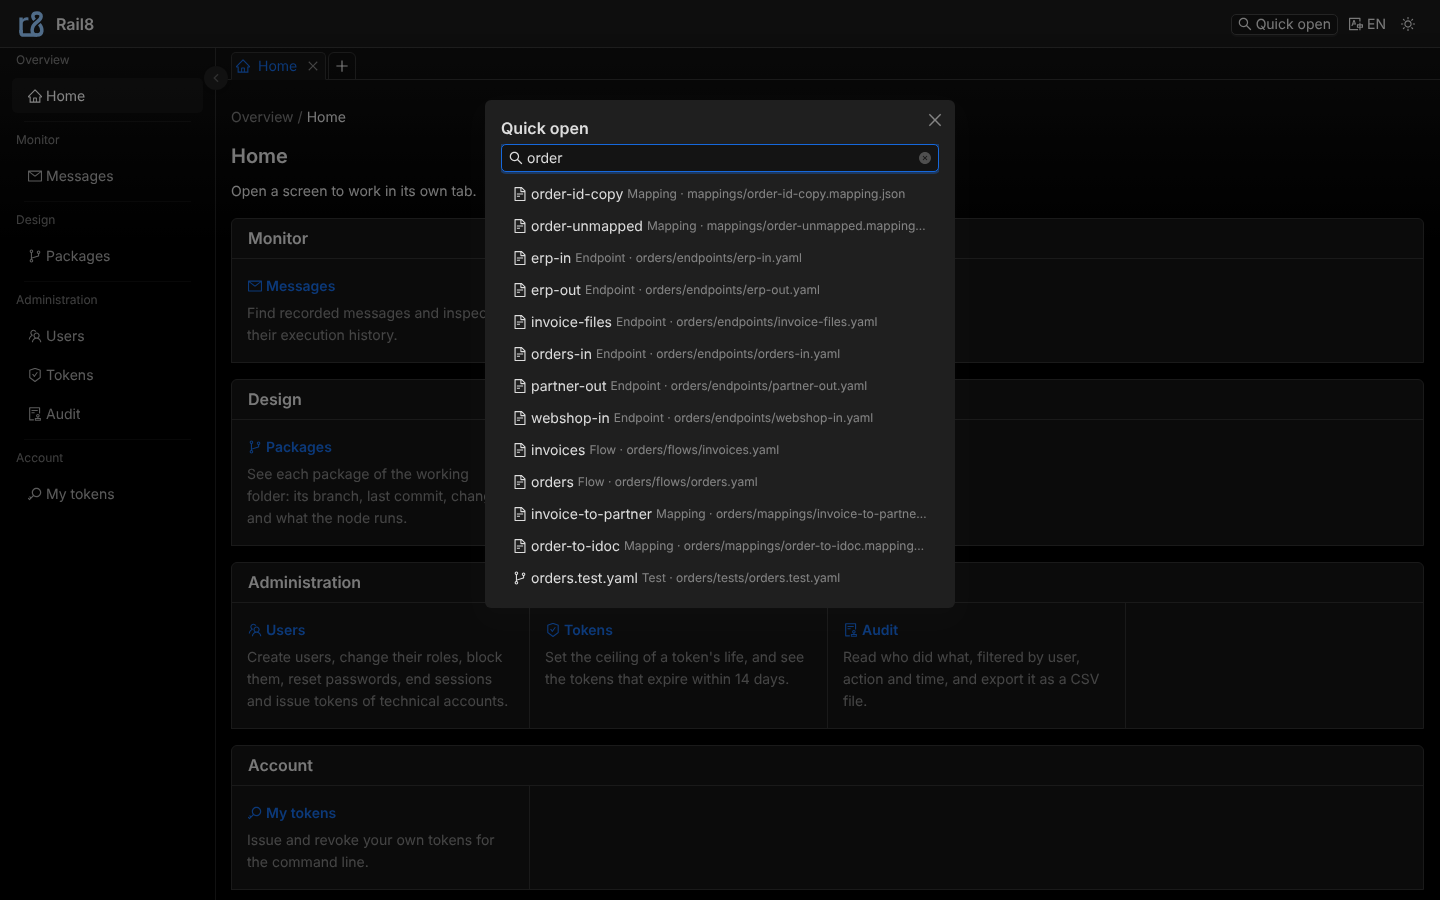 Rail8
Quick open
EN
Overview
Home
Monitor
Messages
Design
Packages
Administration
Users
Tokens
Audit
Account
My tokens
Home
Overview / Home
Home
Open a screen to work in its own tab.
Monitor
Messages
Find recorded messages and inspec
their execution history.
Design
Packages
See each package of the working
folder: its branch, last commit, chan
and what the node runs.
Administration
Users
Create users, change their roles, block
them, reset passwords, end sessions
and issue tokens of technical accounts.
Tokens
Set the ceiling of a token's life, and see
the tokens that expire within 14 days.
Audit
Read who did what, filtered by user,
action and time, and export it as a CSV
file.
Account
My tokens
Issue and revoke your own tokens for
the command line.
Quick open
order
order-id-copy Mapping · mappings/order-id-copy.mapping.json
order-unmapped Mapping · mappings/order-unmapped.mapping...
erp-in Endpoint · orders/endpoints/erp-in.yaml
erp-out Endpoint · orders/endpoints/erp-out.yaml
invoice-files Endpoint · orders/endpoints/invoice-files.yaml
orders-in Endpoint · orders/endpoints/orders-in.yaml
partner-out Endpoint · orders/endpoints/partner-out.yaml
webshop-in Endpoint · orders/endpoints/webshop-in.yaml
invoices Flow · orders/flows/invoices.yaml
orders Flow · orders/flows/orders.yaml
invoice-to-partner Mapping · orders/mappings/invoice-to-partne...
order-to-idoc Mapping · orders/mappings/order-to-idoc.mapping...
orders.test.yaml Test · orders/tests/orders.test.yaml